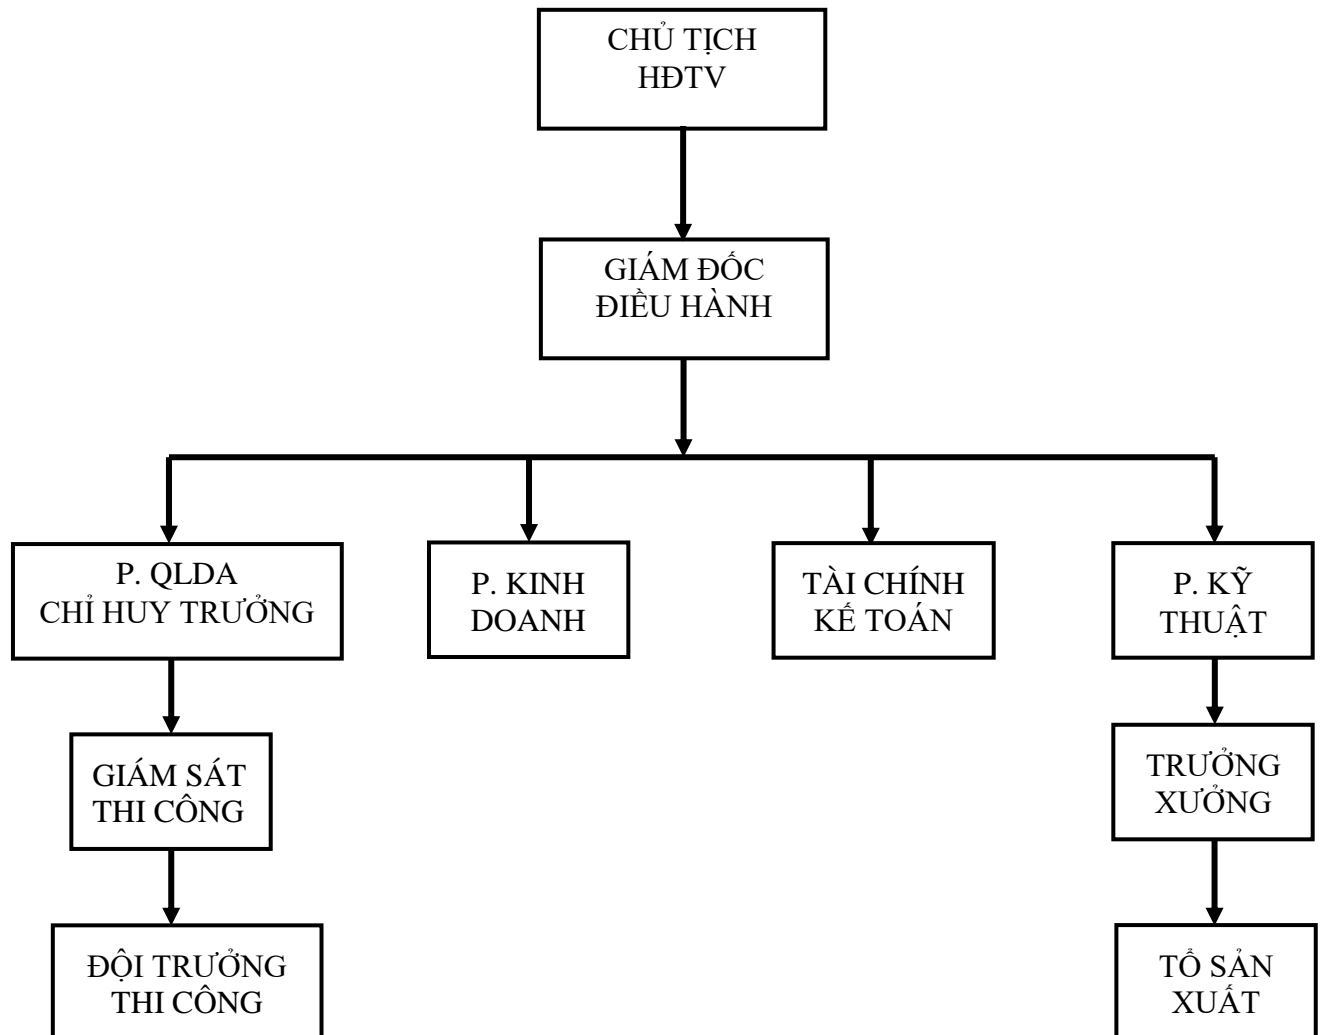 CHỦ TỊCH
HĐTV
GIÁM ĐỐC
ĐIỀU HÀNH
P. QLDA
CHỈ HUY TRƯỞNG
P. KINH
DOANH
TÀI CHÍNH
KẾ TOÁN
P. KỸ
THUẬT
GIÁM SÁT
THI CÔNG
TRƯỞNG
XƯỞNG
ĐỘI TRƯỞNG
THI CÔNG
TỔ SẢN
XUẤT